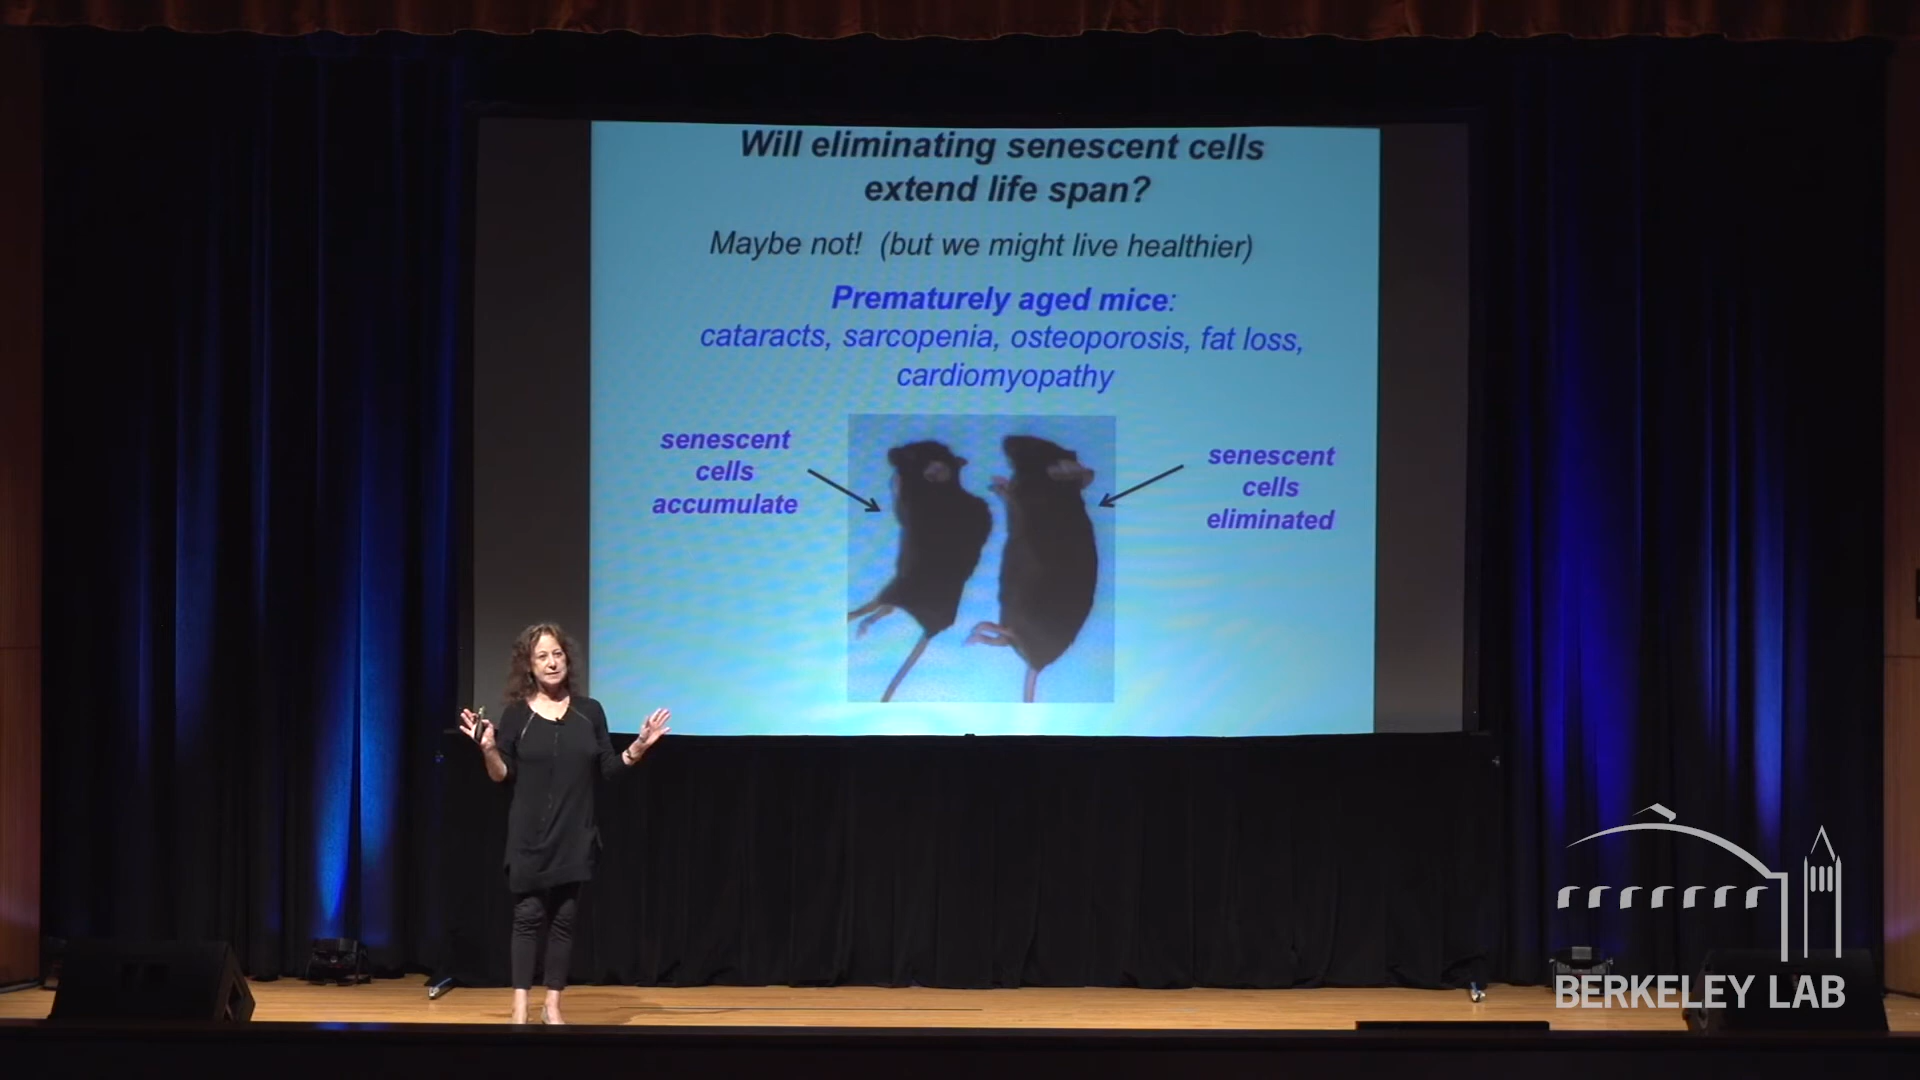 Will eliminating senescent cells
extend life span?
Maybe not! (but we might live healthier)
Prematurely aged mice:
cataracts, sarcopenia, osteoporosis, fat loss,
cardiomyopathy
senescent
cells
accumulate
senescent
cells
eliminated
BERKELEY LAB